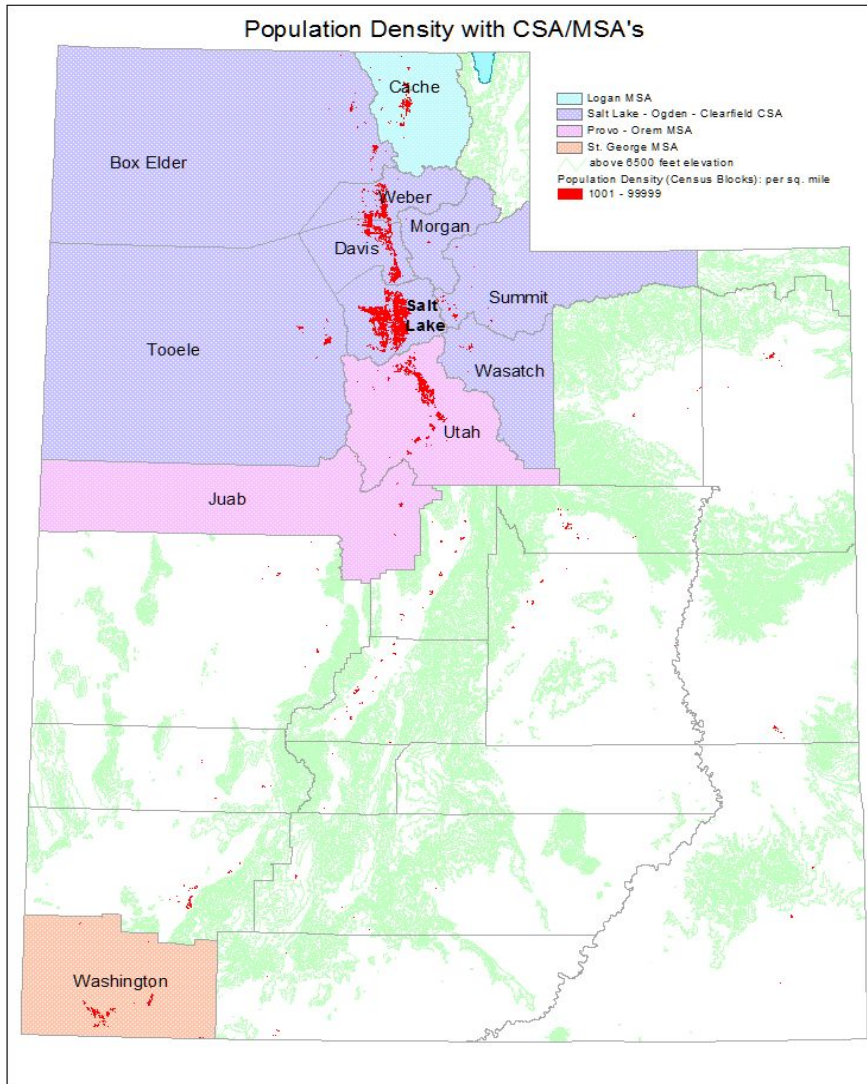 Population Density with CSA/MSA's
Cache
Logan MSA
Salt Lake - Ogden - Clearfield CSA
Provo - Orem MSA
St. George MSA
above 6500 feet elevation
Population Density (Census Blocks): per sq. mile
1001 - 99999
Box Elder
Weber
Morgan
Davis
Summit
Salt
Lake
Tooele
Wasatch
Utah
Juab
Washington